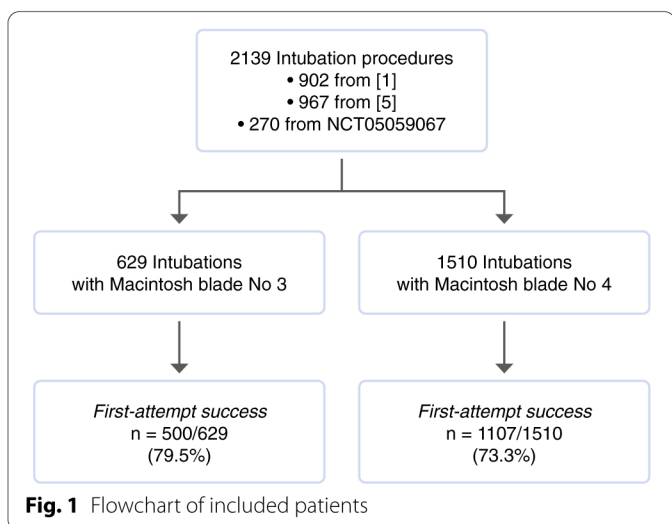 2139 Intubation procedures
• 902 from [1]
• 967 from [5]
• 270 from NCT05059067
629 Intubations
with Macintosh blade No 3
1510 Intubations
with Macintosh blade No 4
First-attempt success
n = 500/629
(79.5%)
First-attempt success
n = 1107/1510
(73.3%)
Fig. 1 Flowchart of included patients